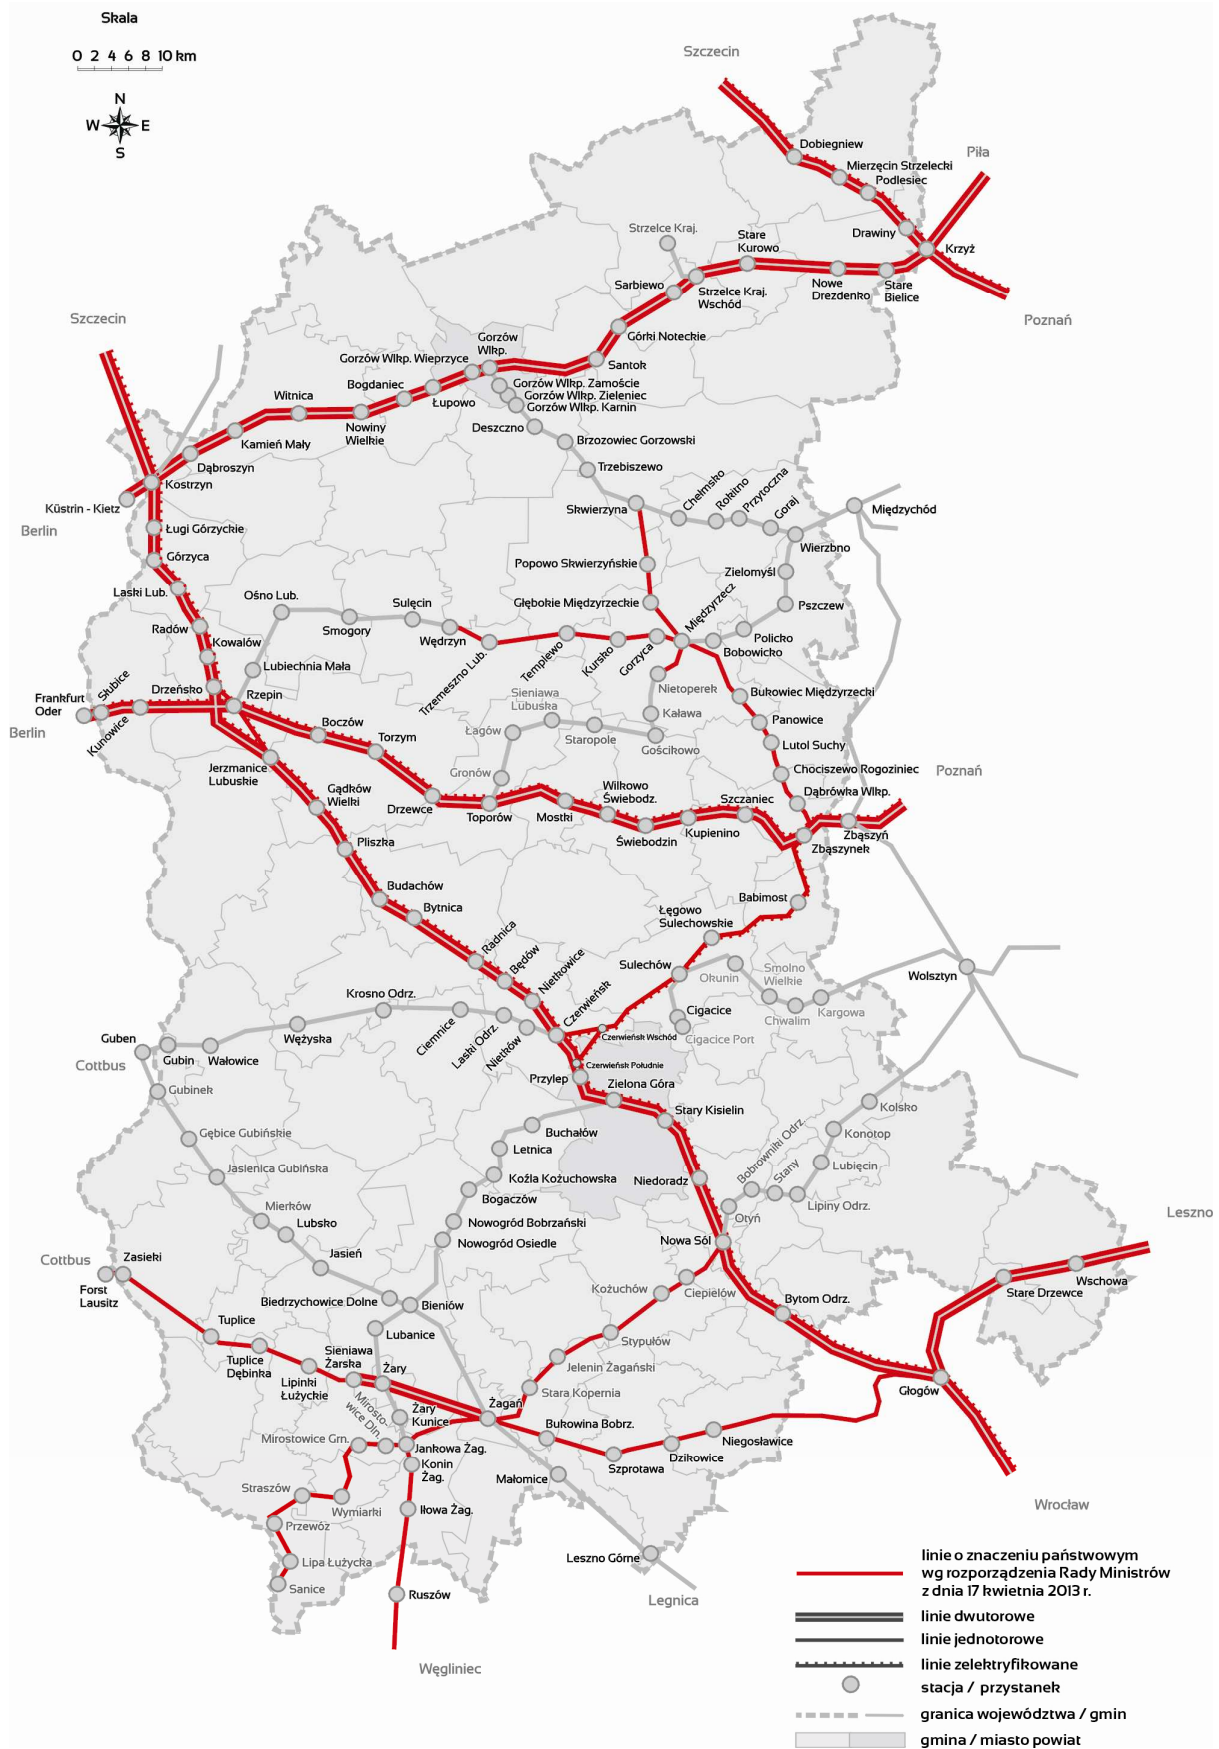 Skala
0 2 4 6 8 10 km
N
W E
S
Szczecin
Dobiegniew
Mierzęcin Strzelecki
Podlesiec
Piła
Drawiny
Krzyż
Strzelce Kraj.
Stare
Kurowo
Sarbiewo
Strzelce Kraj.
Wschód
Nowe
Drezdenko
Stare
Bielice
Poznań
Szczecin
Górki Noteckie
Gorzów
Wlkp.
Gorzów Wlkp. Wieprzyce
Santok
Bogdaniec
Gorzów Wlkp. Zamoście
Gorzów Wlkp. Zieleniec
Gorzów Wlkp. Karnin
Witnica
Łupowo
Nowiny
Wielkie
Deszczno
Kamień Mały
Brzozowiec Gorzowski
Dąbroszyn
Trzebiszewo
Kostrzyn
Küstrin - Kietz
Skwierzyna
Chełmsko
Rokitno
Przytoczna
Goraj
Międzychód
Berlin
Ługi Górzyckie
Wierzbno
Górzyca
Popowo Skwierzyńskie
Zielomyśl
Laski Lub.
Ośno Lub.
Sulęcin
Głębokie Międzyrzeckie
Międzyrzecz
Pszczew
Radów
Smogory
Wędrzyn
Policko
Kowalów
Bobowicko
Lubiechnia Mała
Trzemeszno Lub.
Templewo
Kursko
Gorzyca
Drzeńsko
Rzepin
Nietoperek
Bukowiec Międzyrzecki
Słubice
Frankfurt
Oder
Sieniawa
Lubuska
Kaława
Panowice
Berlin
Kunowice
Boczów
Łagów
Staropole
Gościkowo
Lutol Suchy
Torzym
Jerzmanice
Lubuskie
Gronów
Chociszewo Rogoziniec
Poznań
Gądków
Wielki
Drzewce
Toporów
Mostki
Wilkowo
Świebodz.
Szczaniec
Dąbrówka Wlkp.
Świebodzin
Kupienino
Zbąszyń
Zbąszynek
Pliszka
Budachów
Bytnica
Babimost
Łęgowo
Sulechowskie
Radnica
Będów
Nietkowice
Sulechów
Okunin
Smolno
Wielkie
Wolsztyn
Krosno Odrz.
Czerwieńsk
Cigacice
Chwalim
Kargowa
Ciemnice
Laski Odrz.
Nietków
Czerwieńsk Wschód
Cigacice Port
Guben
Gubin
Wałowice
Wężyska
Cottbus
Czerwieńsk Południe
Przylep
Zielona Góra
Gubinek
Stary Kisielin
Kolsko
Gębice Gubińskie
Buchałów
Konotop
Letnica
Bobrowniki Odrz.
Stany
Lubięcin
Jasienica Gubińska
Koźla Kożuchowska
Niedoradz
Bogaczów
Lipiny Odrz.
Mierków
Lubsko
Nowogród Bobrzański
Otyń
Leszno
Nowogród Osiedle
Nowa Sól
Cottbus
Zasieki
Jasień
Forst
Lausitz
Kożuchów
Ciepielów
Wschowa
Stare Drzewce
Biedrzychowice Dolne
Bieniów
Bytom Odrz.
Tuplice
Lubanice
Stypułów
Tuplice
Dębinka
Sieniawa
Żarska
Żary
Jelenin Żagański
Lipinki
Łużyckie
Stara Kopernia
Głogów
Mirosto-
wice Dln.
Żary
Kunice
Żagań
Bukowina Bobrz.
Mirostowice Grn.
Jankowa Żag.
Niegosławice
Konin
Żag.
Szprotawa
Dzikowice
Małomice
Straszów
Wymiarki
Iłowa Żag.
Wrocław
Przewóz
Lipa Łużycka
Leszno Górne
Sanice
Ruszów
Legnica
Węgliniec
linie o znaczeniu państwowym
wg rozporządzenia Rady Ministrów
z dnia 17 kwietnia 2013 r.
linie dwutorowe
linie jednotorowe
linie zelektryfikowane
stacja / przystanek
granica województwa / gmin
gmina / miasto powiat